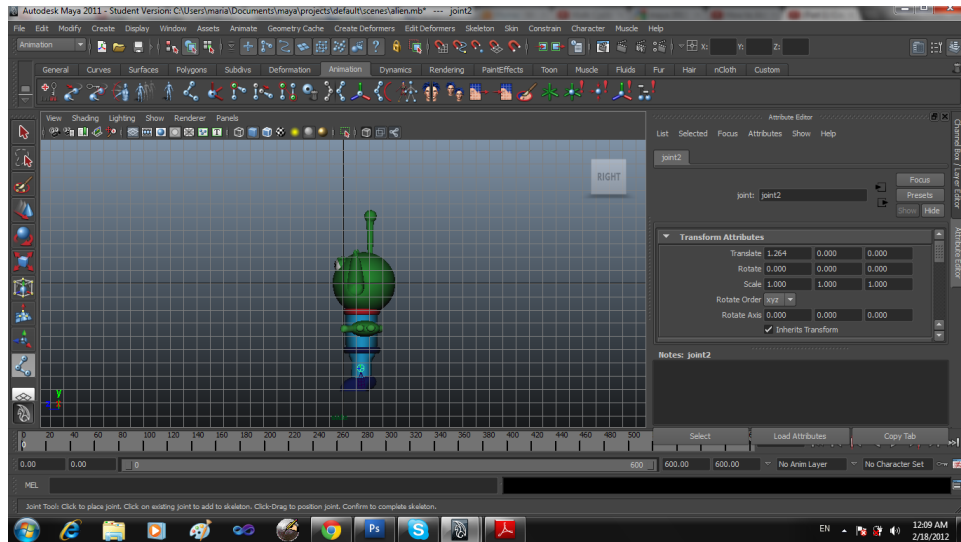 Autodesk Maya 2011 - Student Version: C:\Users\maria\Documents\maya\projects\default\scenes\alien.mb* --- joint2
File Edit Modify Create Display Window Assets Animate Geometry Cache Create Deformers Edit Deformers Skeleton Skin Constrain Character Muscle Help
Animation X: Y: Z:
General Curves Surfaces Polygons Subdivs Deformation Animation Dynamics Rendering PaintEffects Toon Muscle Fluids Fur Hair nCloth Custom
View Shading Lighting Show Renderer Panels
Attribute Editor
List Selected Focus Attributes Show Help
joint2
joint: joint2
Focus
Presets
Show Hide
Transform Attributes
Translate 1.264 0.000 0.000
Rotate 0.000 0.000 0.000
Scale 1.000 1.000 1.000
Rotate Order xyz
Rotate Axis 0.000 0.000 0.000
Inherits Transform
Notes: joint2
Select Load Attributes Copy Tab
Channel Box / Layer Editor
Attribute Editor
RIGHT
y
0 20 40 60 80 100 120 140 160 180 200 220 240 260 280 300 320 340 360 380 400 420 440 460 480 500
0.00 0.00 0 600 600.00 600.00 No Anim Layer No Character Set
MEL
Joint Tool: Click to place joint. Click on existing joint to add to skeleton. Click-Drag to position joint. Confirm to complete skeleton.
Ps
EN
12:09 AM
2/18/2012